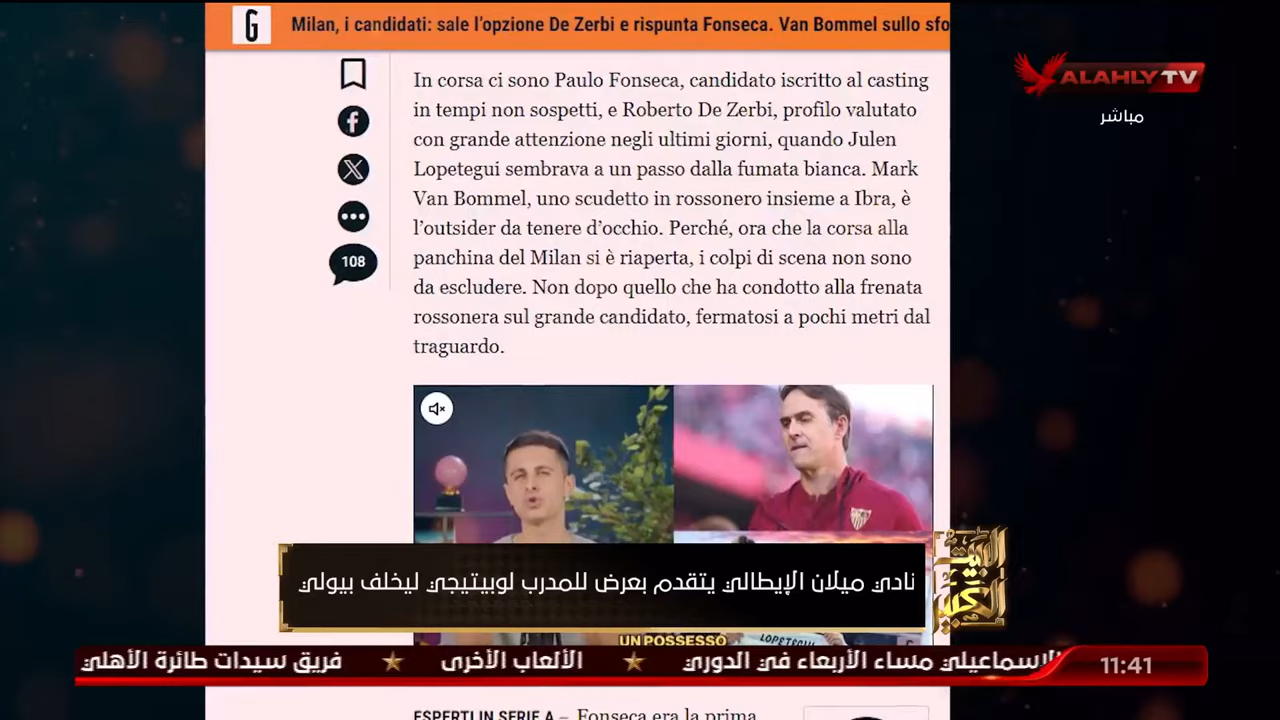 G
Milan, i candidati: sale l’opzione De Zerbi e rispunta Fonseca. Van Bommel sullo sfo
ALAHLY TV
مباشر
In corsa ci sono Paulo Fonseca, candidato iscritto al casting
in tempi non sospetti, e Roberto De Zerbi, profilo valutato
con grande attenzione negli ultimi giorni, quando Julen
Lopetegui sembrava a un passo dalla fumata bianca. Mark
Van Bommel, uno scudetto in rossonero insieme a Ibra, è
l’outsider da tenere d’occhio. Perché, ora che la corsa alla
panchina del Milan si è riaperta, i colpi di scena non sono
da escludere. Non dopo quello che ha condotto alla frenata
rossonera sul grande candidato, fermatosi a pochi metri dal
traguardo.
108
البيت الكبير
نادي ميلان الإيطالي يتقدم بعرض للمدرب لوبيتيجي ليخلف بيولي
UN POSSESSO
LOPETEGUI
الإسماعيلي مساء الأربعاء في الدوري ★ الألعاب الأخرى ★ فريق سيدات طائرة الأهلي
11:41
ESPERTI IN SERIE A – Fonseca era la prima